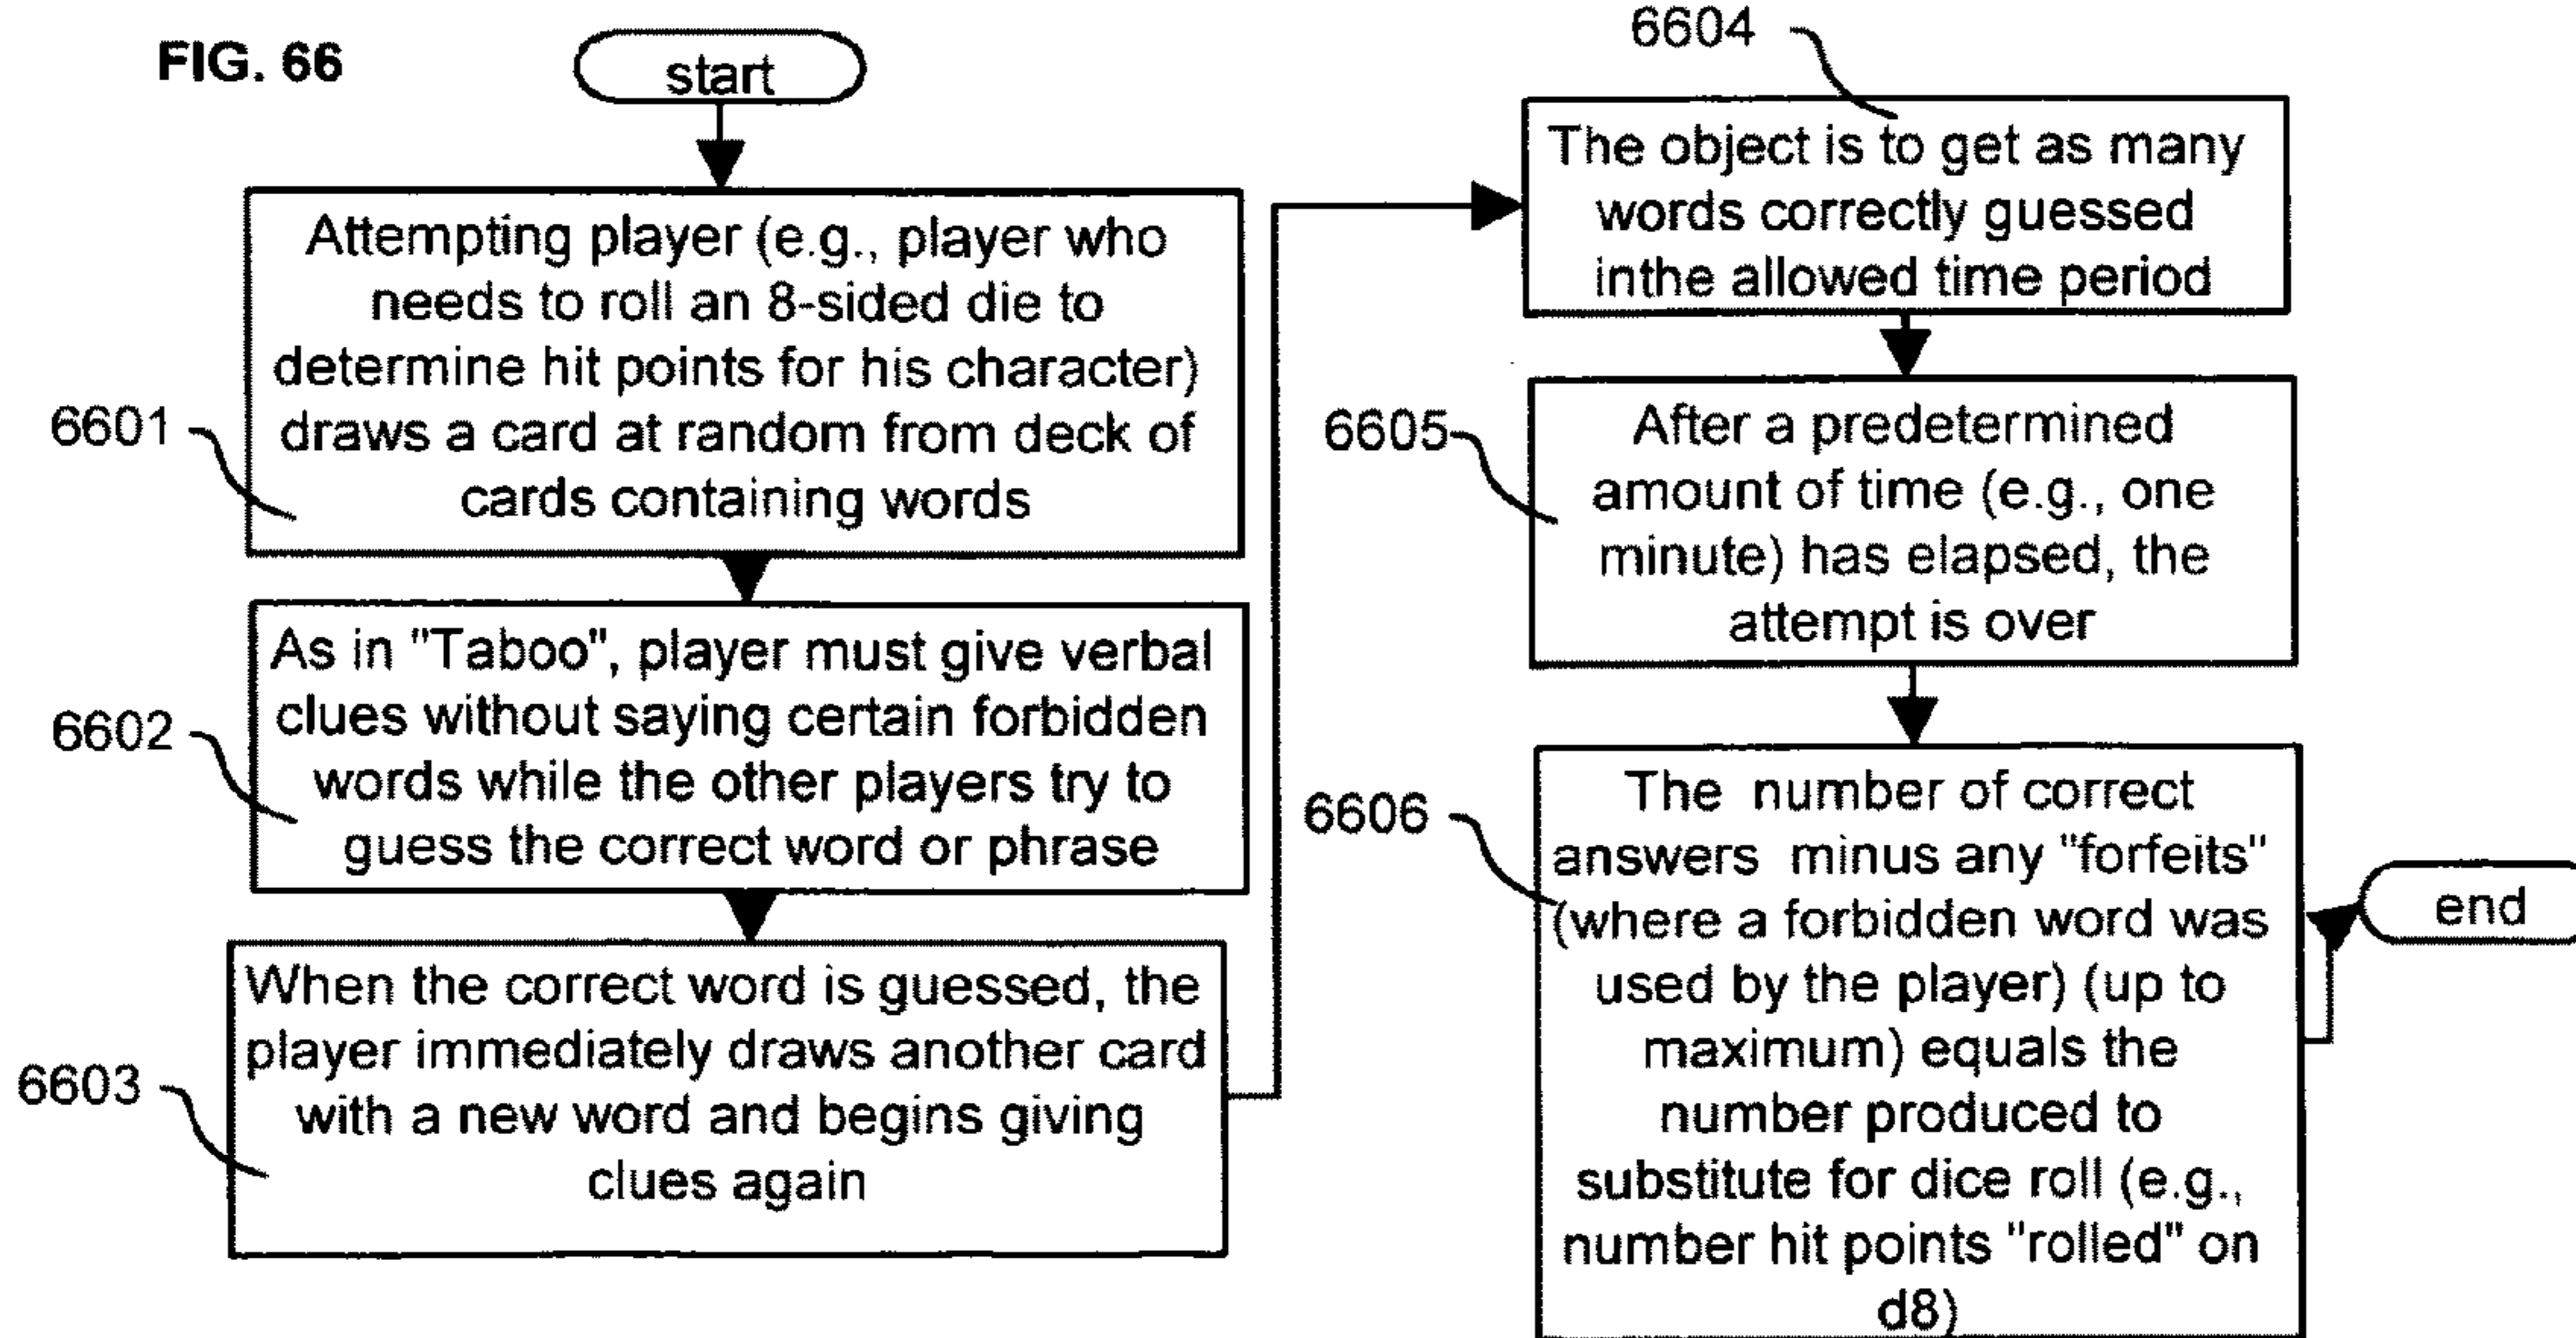 FIG. 66
start
Attempting player (e.g., player who
needs to roll an 8-sided die to
determine hit points for his character)
draws a card at random from deck of
cards containing words
6601
As in "Taboo", player must give verbal
clues without saying certain forbidden
words while the other players try to
guess the correct word or phrase
6602
When the correct word is guessed, the
player immediately draws another card
with a new word and begins giving
clues again
6603
6604
The object is to get as many
words correctly guessed
inthe allowed time period
6605
After a predetermined
amount of time (e.g., one
minute) has elapsed, the
attempt is over
6606
The number of correct
answers minus any "forfeits"
(where a forbidden word was
used by the player) (up to
maximum) equals the
number produced to
substitute for dice roll (e.g.,
number hit points "rolled" on
d8)
end